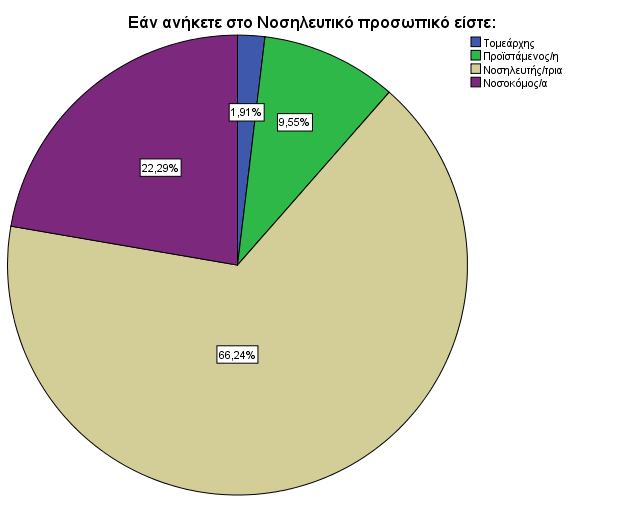 Εάν ανήκετε στο Νοσηλευτικό προσωπικό είστε:
Τομεάρχης
Προϊστάμενος/η
Νοσηλευτής/τρια
Νοσοκόμος/α
1,91%
9,55%
22,29%
66,24%